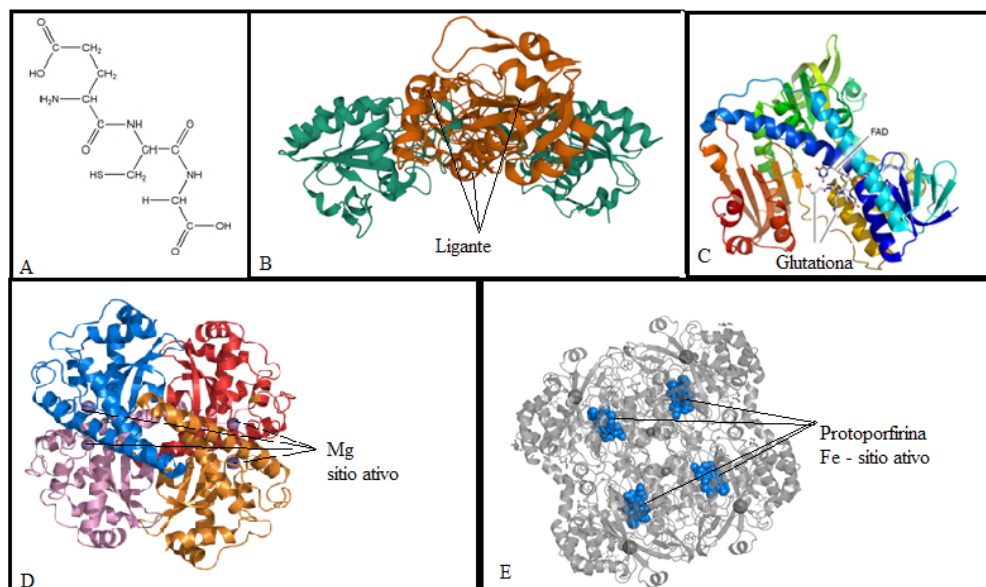 O
CH₂
HO
CH₂
H₂N
CH
NH
O
O
CH
CH
HS
CH₂
NH
H
CH
OH
O
A
Ligante
B
FAD
Glutationa
C
Mg
sitio ativo
D
Protoporfirina
Fe - sitio ativo
E